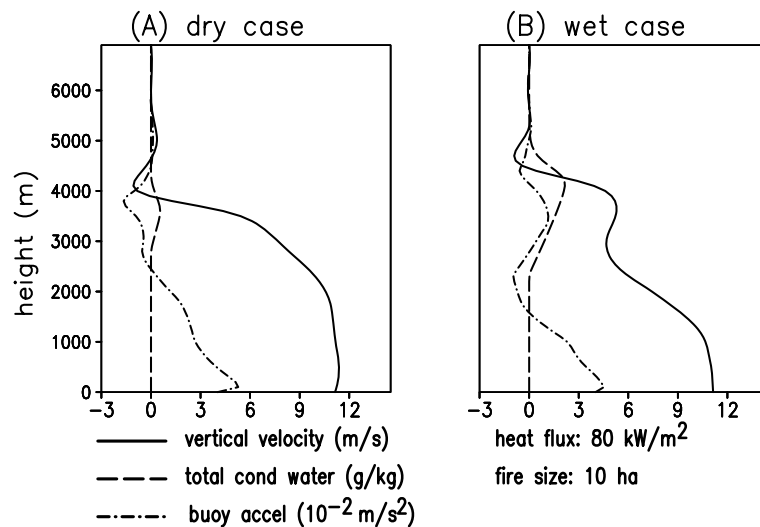 (A) dry case
(B) wet case
height (m)
6000
5000
4000
3000
2000
1000
0
−3 0 3 6 9 12
−3 0 3 6 9 12
vertical velocity (m/s)
total cond water (g/kg)
buoy accel (10⁻² m/s²)
heat flux: 80 kW/m²
fire size: 10 ha